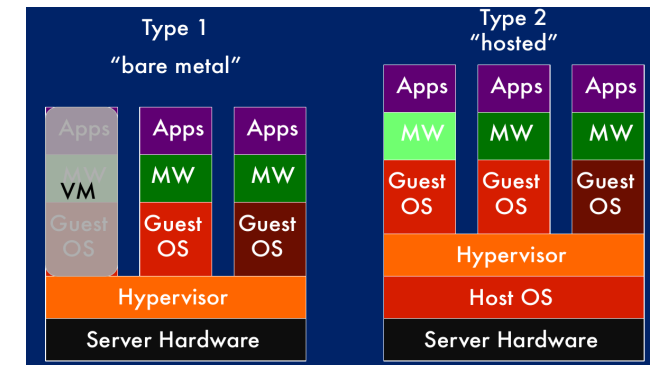 Type 1
“bare metal”
Apps
Apps
Apps
MW
VM
MW
MW
Guest
OS
Guest
OS
Guest
OS
Hypervisor
Server Hardware
Type 2
“hosted”
Apps
Apps
Apps
MW
MW
MW
Guest
OS
Guest
OS
Guest
OS
Hypervisor
Host OS
Server Hardware